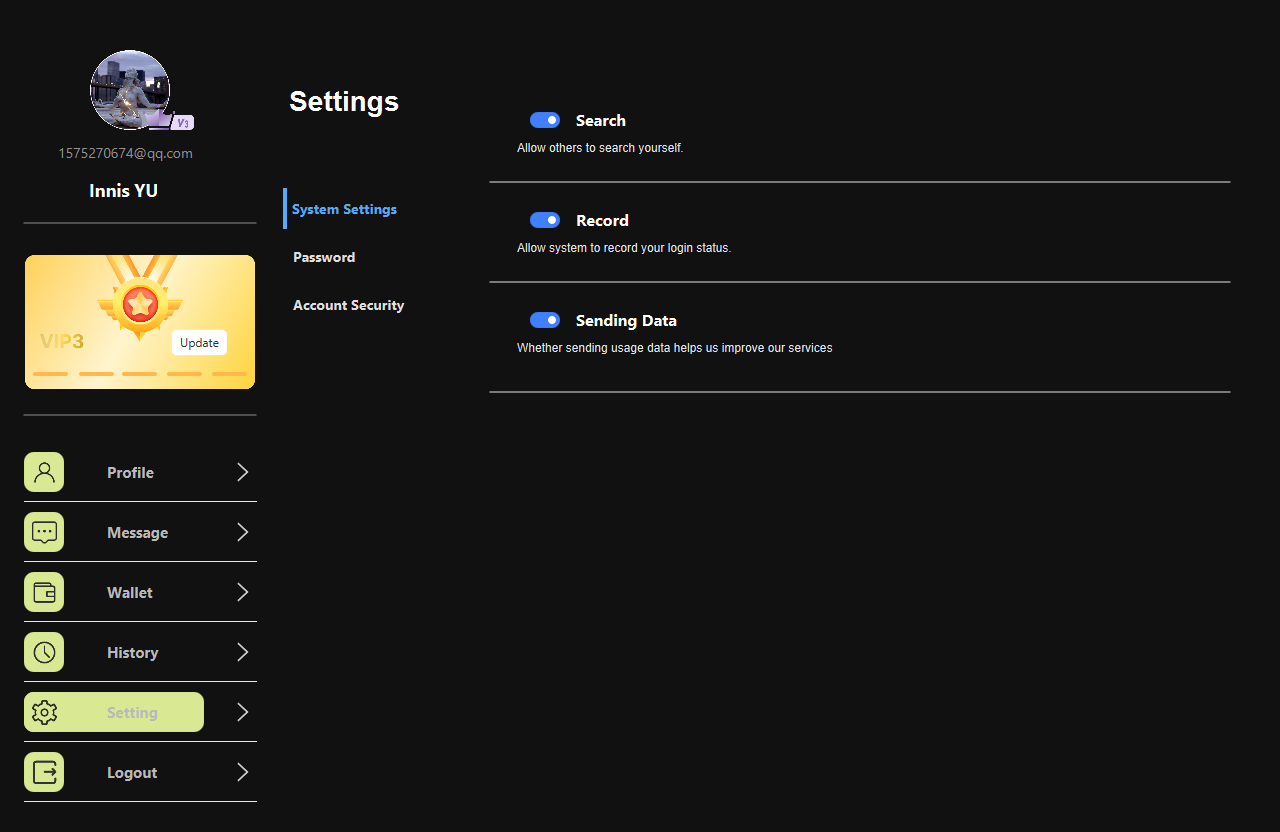 V3
1575270674@qq.com
Innis YU
VIP3
Update
Profile
Message
Wallet
History
Setting
Logout
Settings
System Settings
Password
Account Security
Search
Allow others to search yourself.
Record
Allow system to record your login status.
Sending Data
Whether sending usage data helps us improve our services